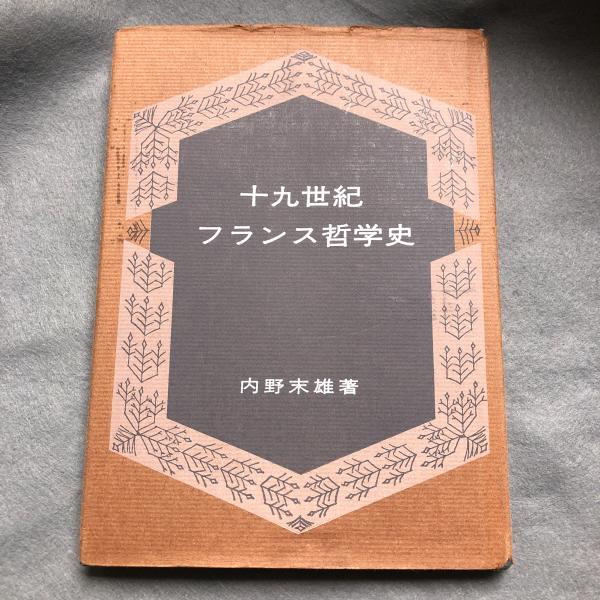 十九世紀
フランス哲学史
内野末雄著